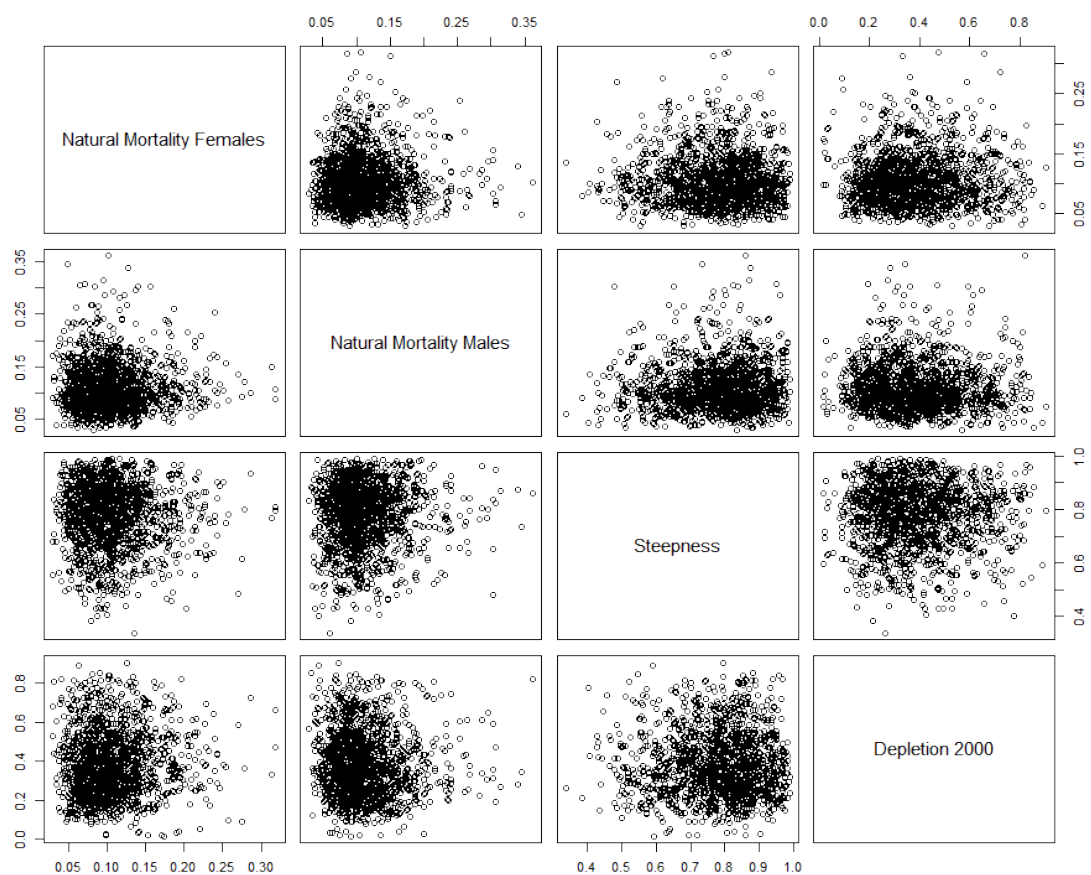 0.05 0.15 0.25 0.35 0.0 0.2 0.4 0.6 0.8
Natural Mortality Females
0.05 0.15 0.25
0.05 0.15 0.25 0.35
Natural Mortality Males
Steepness
0.4 0.6 0.8 1.0
0.0 0.2 0.4 0.6 0.8
Depletion 2000
0.05 0.10 0.15 0.20 0.25 0.30 0.4 0.5 0.6 0.7 0.8 0.9 1.0